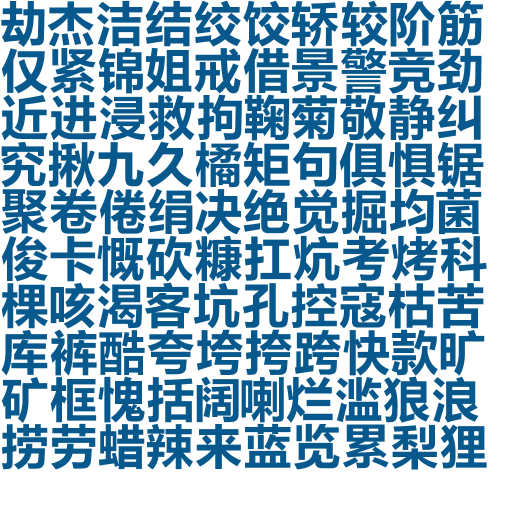 劫杰洁结绞饺轿较阶筋
仅紧锦姐戒借景警竞劲
近进浸救拘鞠菊敬静纠
究揪九久橘矩句俱惧锯
聚卷倦绢决绝觉掘均菌
俊卡慨砍糠扛炕考烤科
棵咳渴客坑孔控寇枯苦
库裤酷夸垮挎跨快款旷
矿框愧括阔喇烂滥狼浪
捞劳蜡辣来蓝览累梨狸